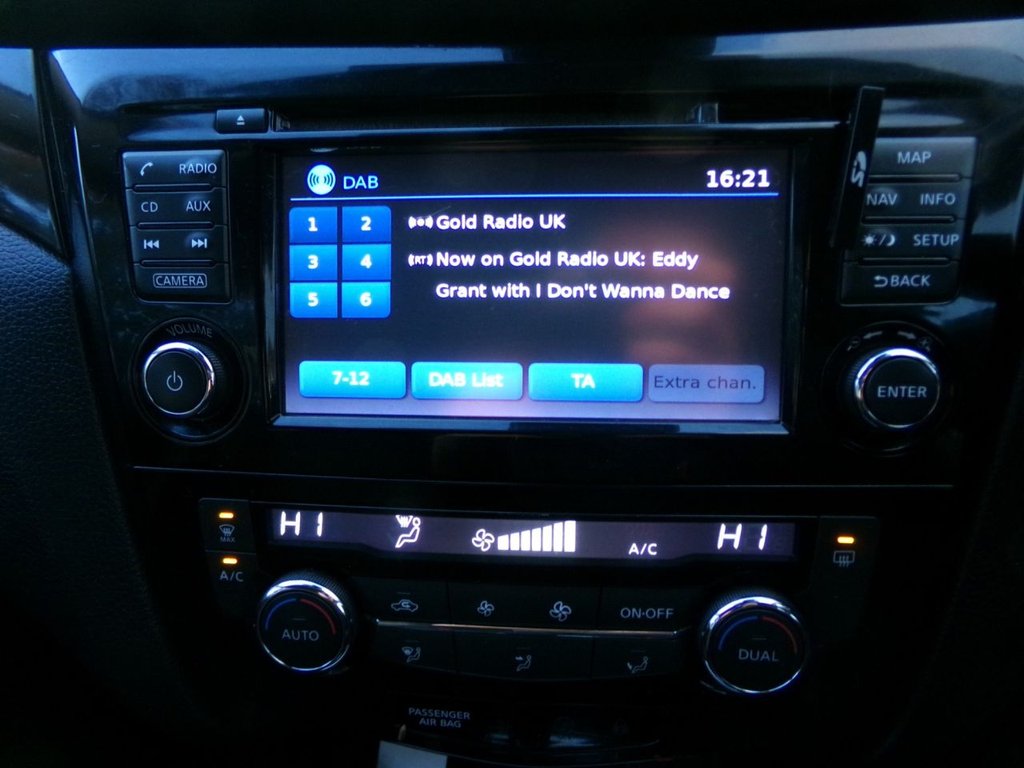 RADIO
CD AUX
CAMERA
VOLUME
DAB 16:21
1 2
3 4
5 6
Gold Radio UK
(RT) Now on Gold Radio UK: Eddy
Grant with I Don't Wanna Dance
7-12 DAB List TA Extra chan.
MAP
NAV INFO
SETUP
BACK
ENTER
MAX
A/C
HI A/C HI
AUTO
ON·OFF
DUAL
PASSENGER
AIR BAG